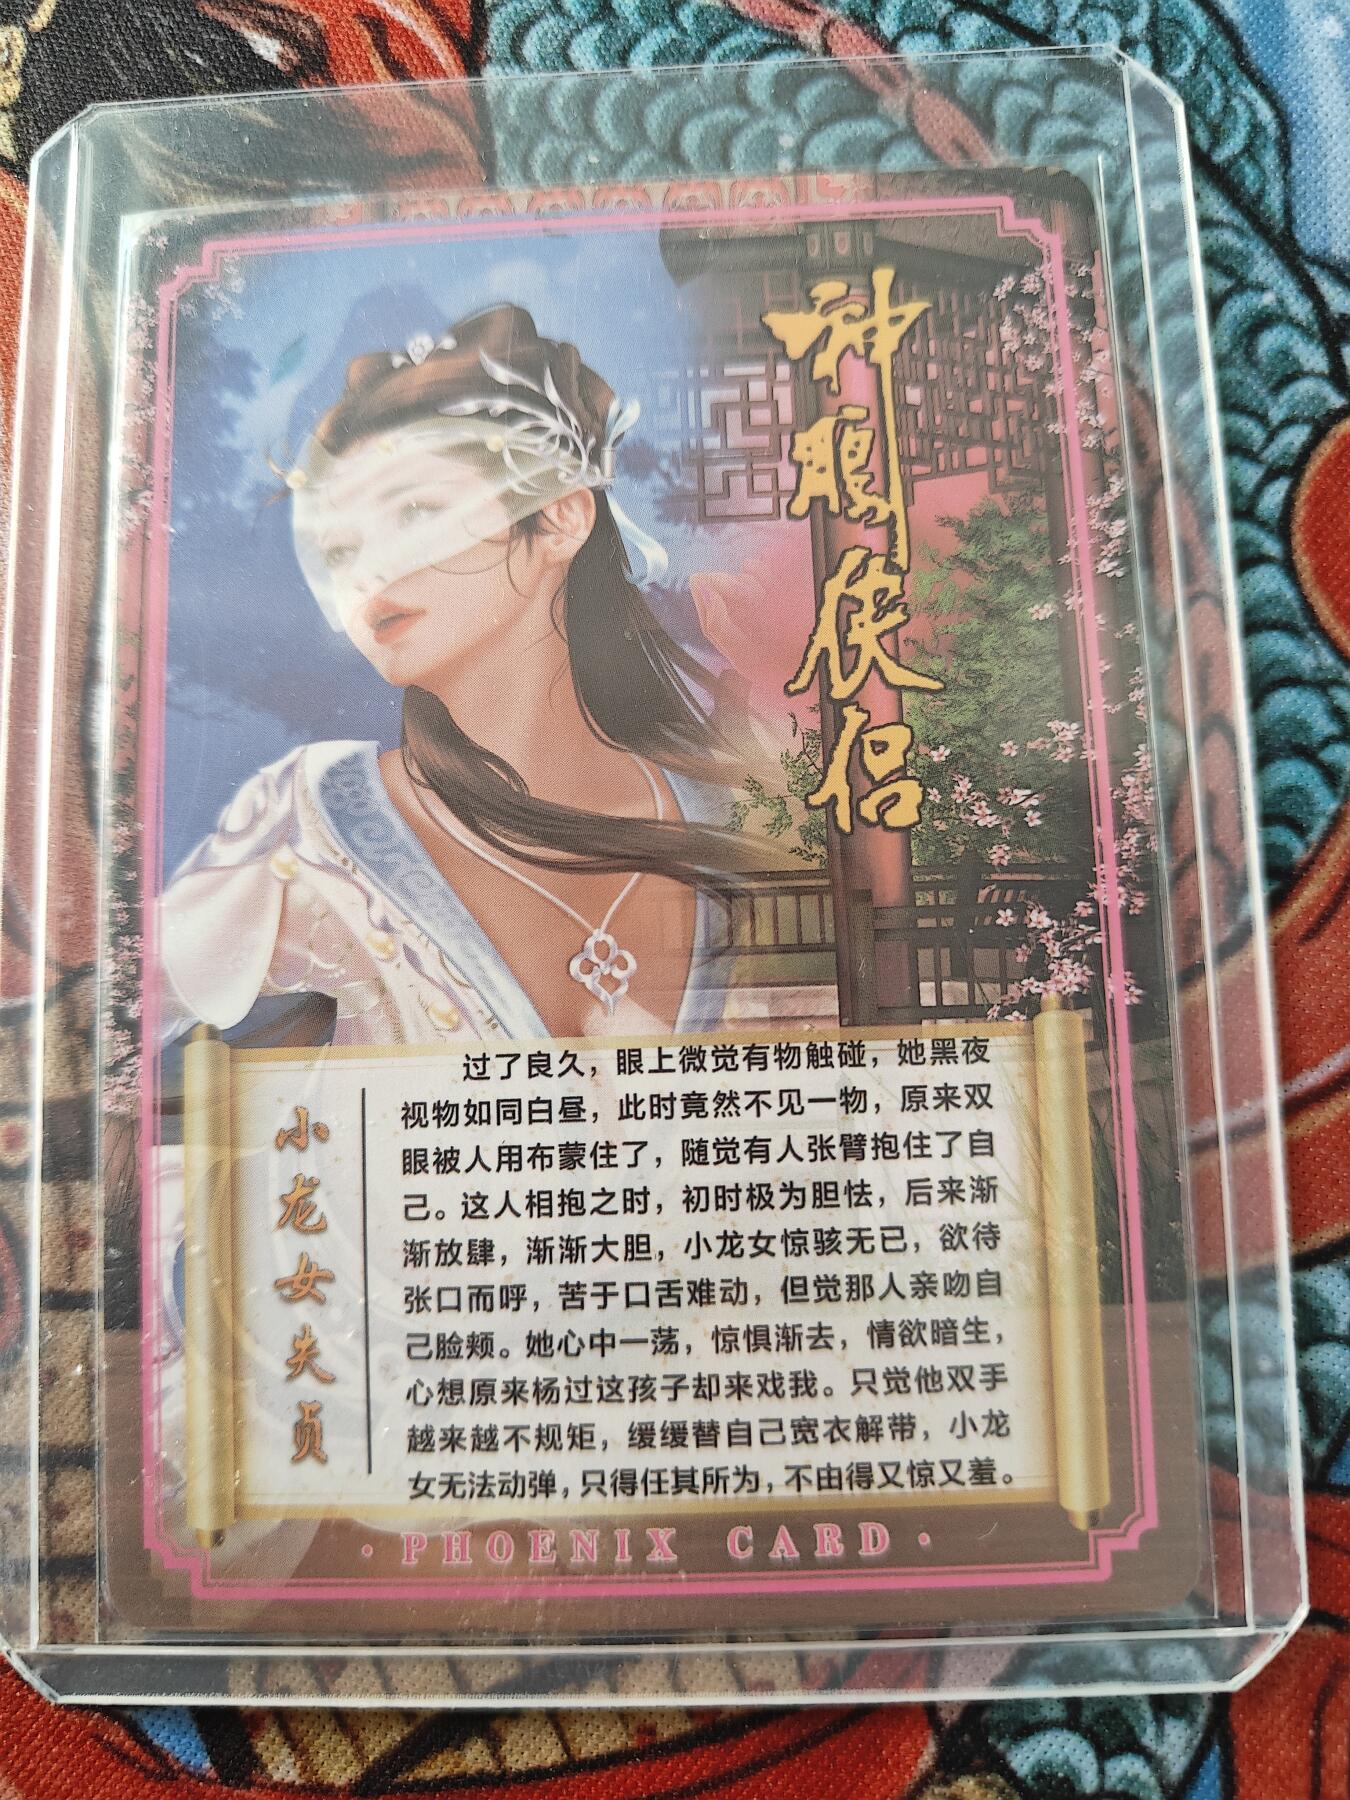 神雕侠侣
小龙女失贞
过了良久，眼上微觉有物触碰，她黑夜
视物如同白昼，此时竟然不见一物，原来双
眼被人用布蒙住了，随觉有人张臂抱住了自
己。这人相抱之时，初时极为胆怯，后来渐
渐放肆，渐渐大胆，小龙女惊骇无已，欲待
张口而呼，苦于口舌难动，但觉那人亲吻自
己脸颊。她心中一荡，惊惧渐去，情欲暗生，
心想原来杨过这孩子却来戏我。只觉他双手
越来越不规矩，缓缓替自己宽衣解带，小龙
女无法动弹，只得任其所为，不由得又惊又羞。
·PHOENIX CARD·